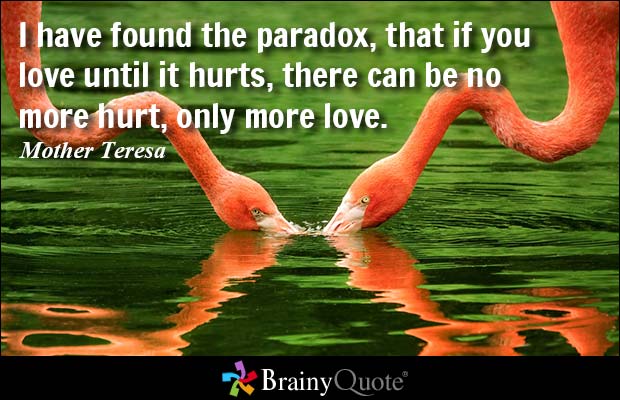 I have found the paradox, that if you
love until it hurts, there can be no
more hurt, only more love.
Mother Teresa
BrainyQuote®